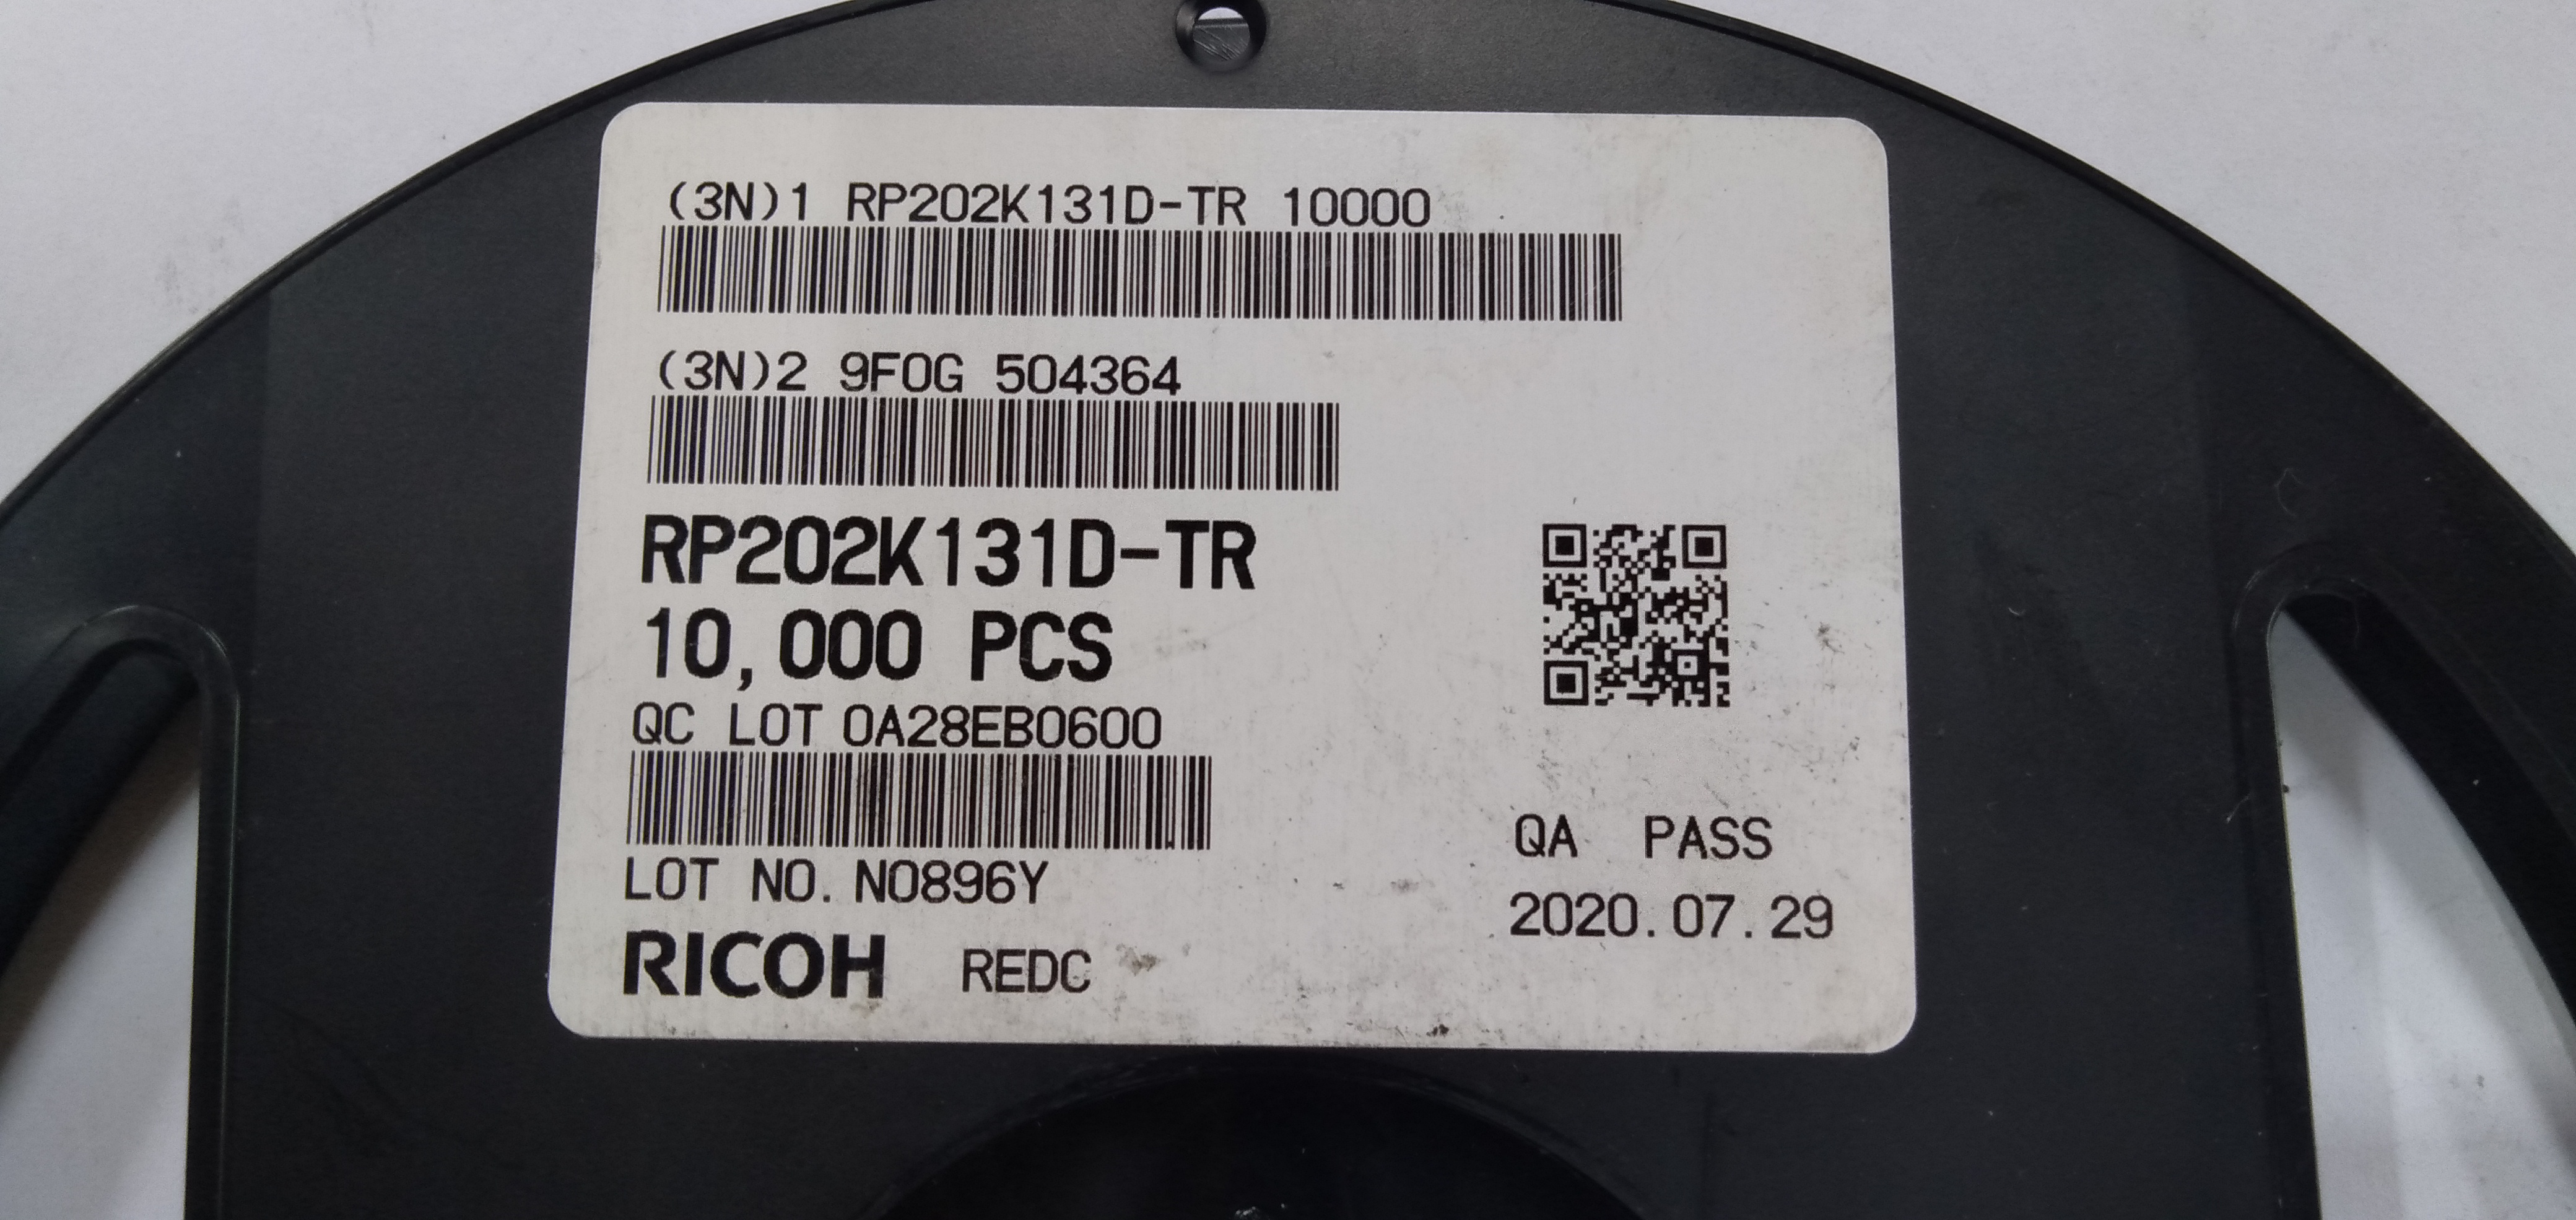 (3N)1 RP202K131D-TR 10000
(3N)2 9F0G 504364
RP202K131D-TR
10,000 PCS
QC LOT 0A28EB0600
LOT NO. N0896Y
RICOH REDC
QA PASS
2020.07.29